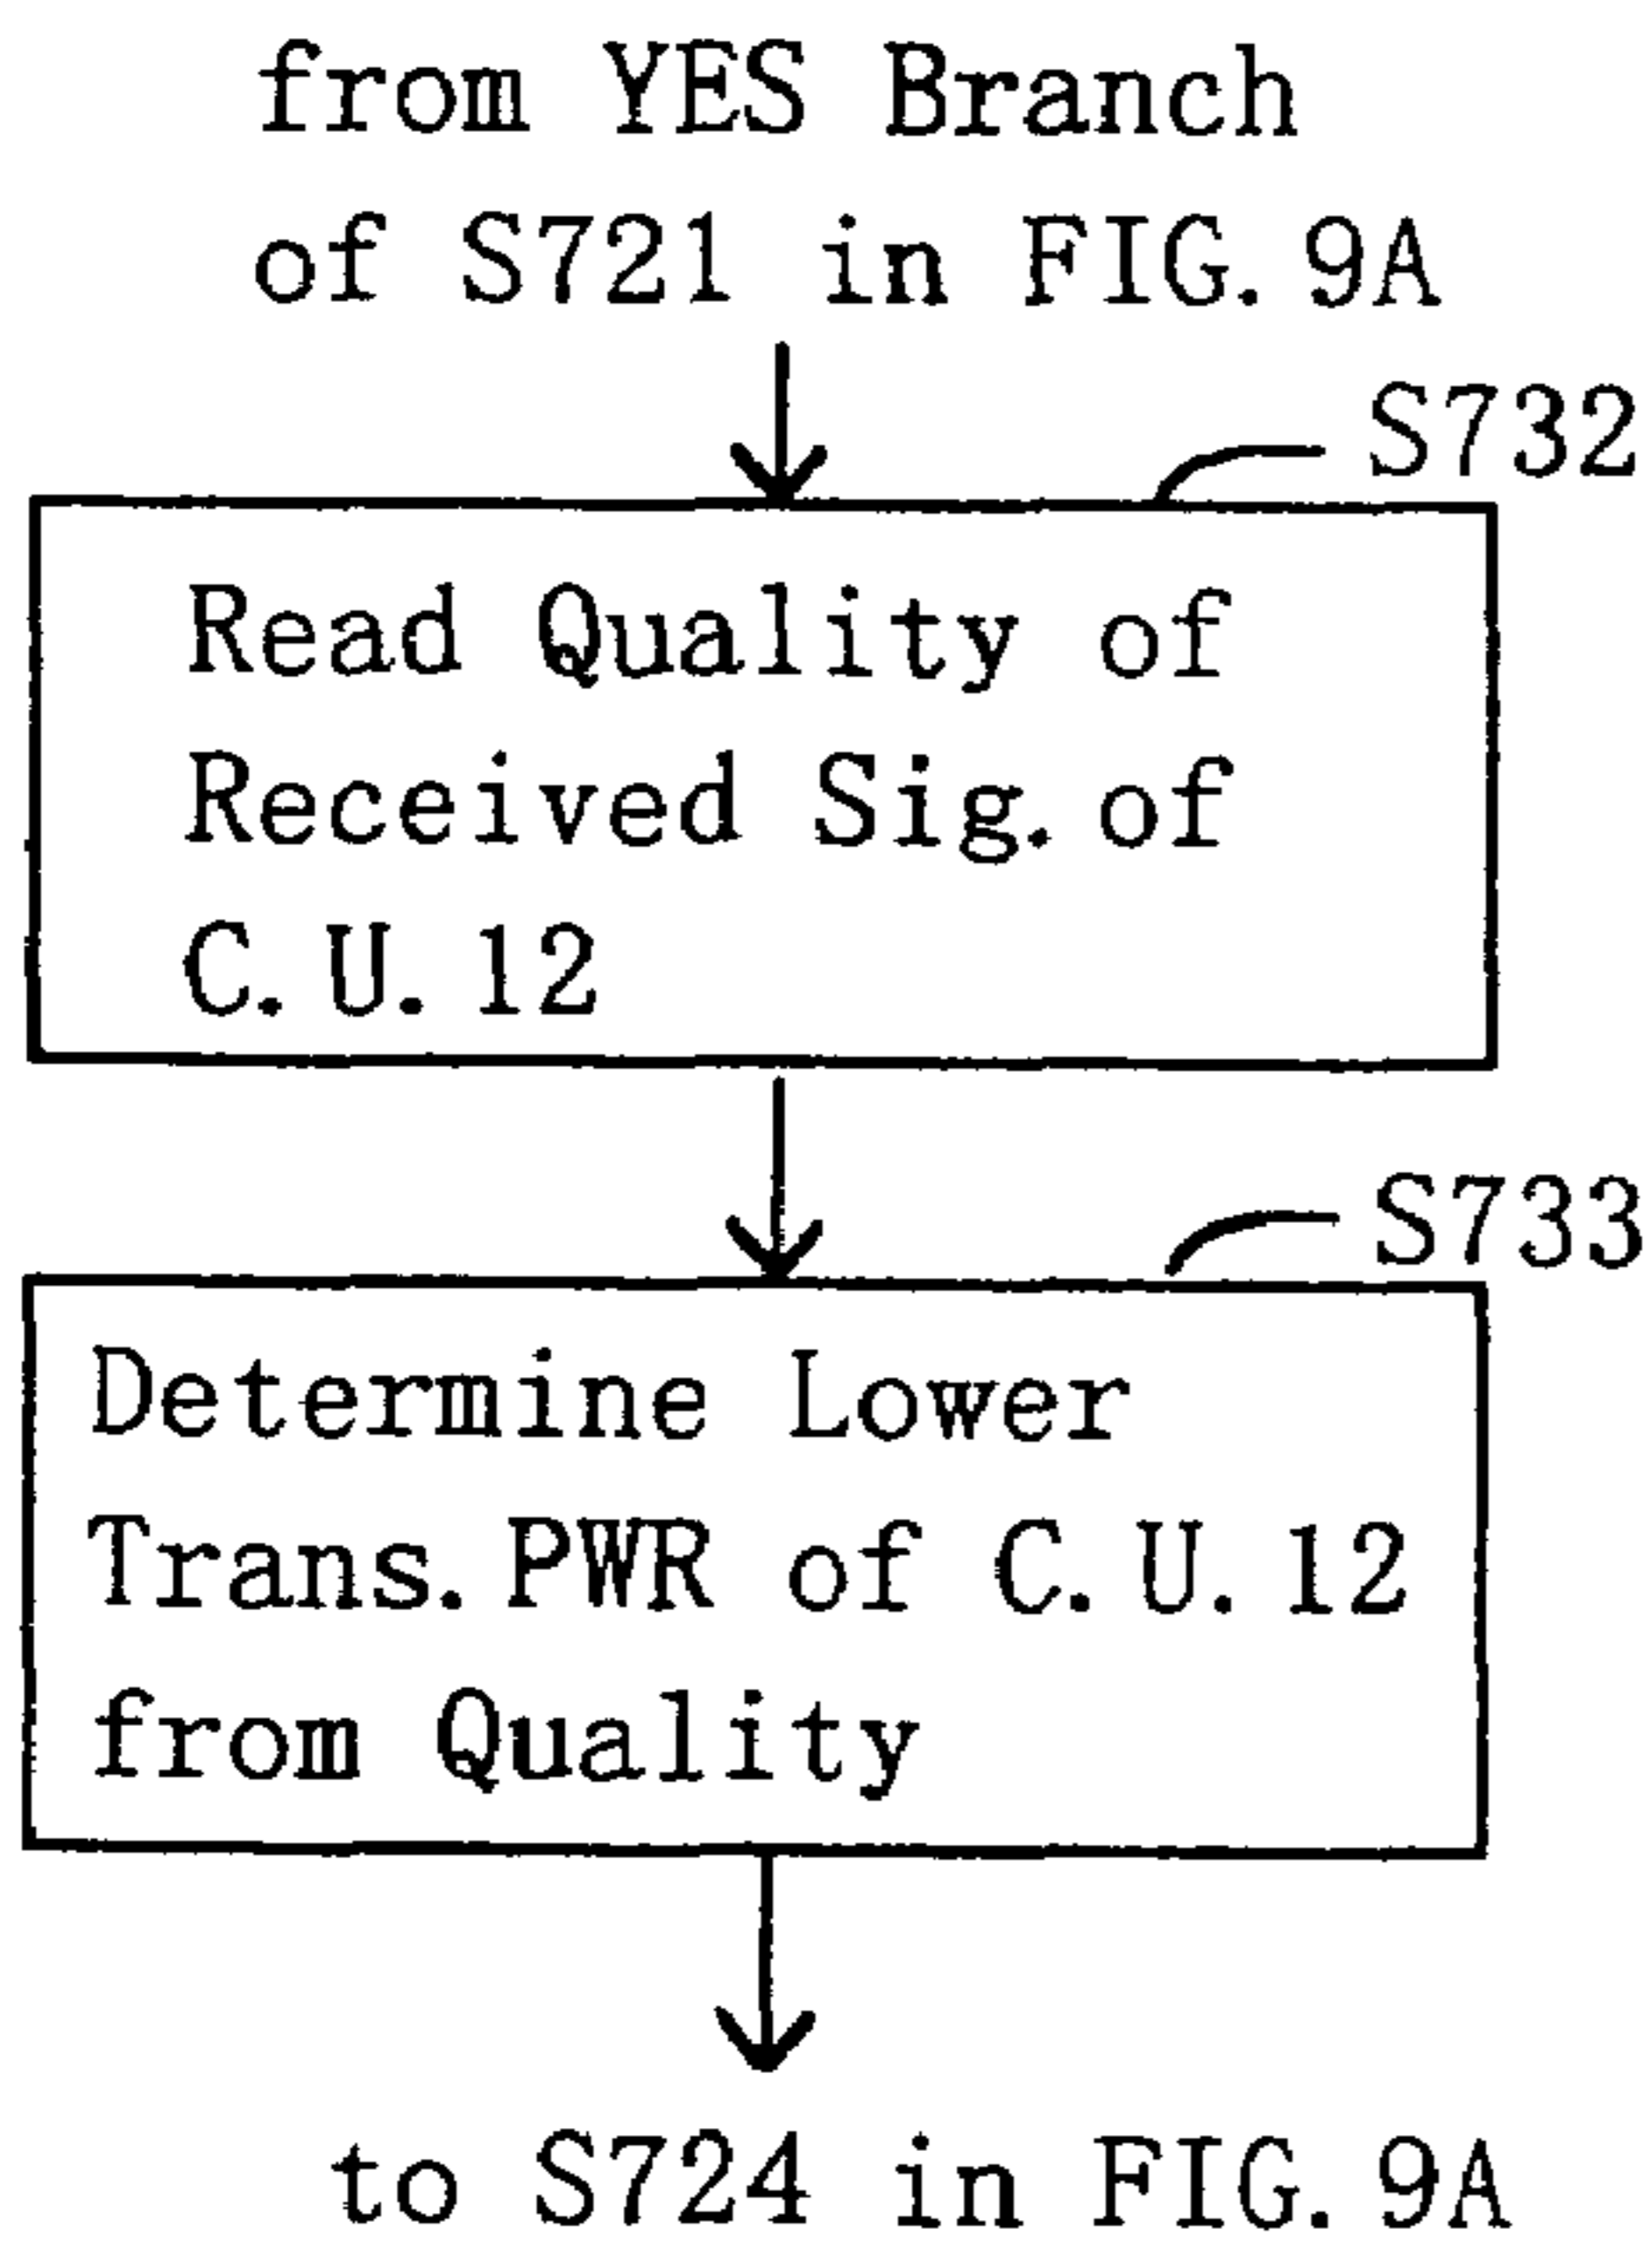 from YES Branch
of S721 in FIG. 9A
S732
Read Quality of
Received Sig. of
C. U. 12
S733
Determine Lower
Trans. PWR of C. U. 12
from Quality
to S724 in FIG. 9A